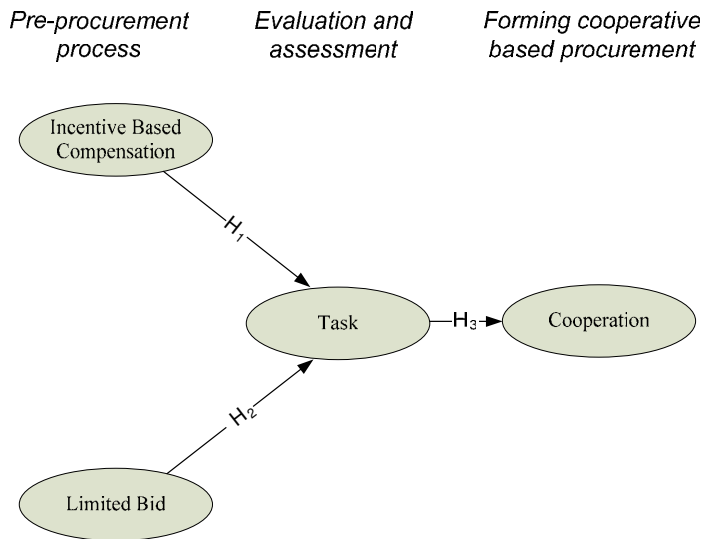 Pre-procurement
process
Evaluation and
assessment
Forming cooperative
based procurement
Incentive Based
Compensation
H1
Task
H3
Cooperation
H2
Limited Bid